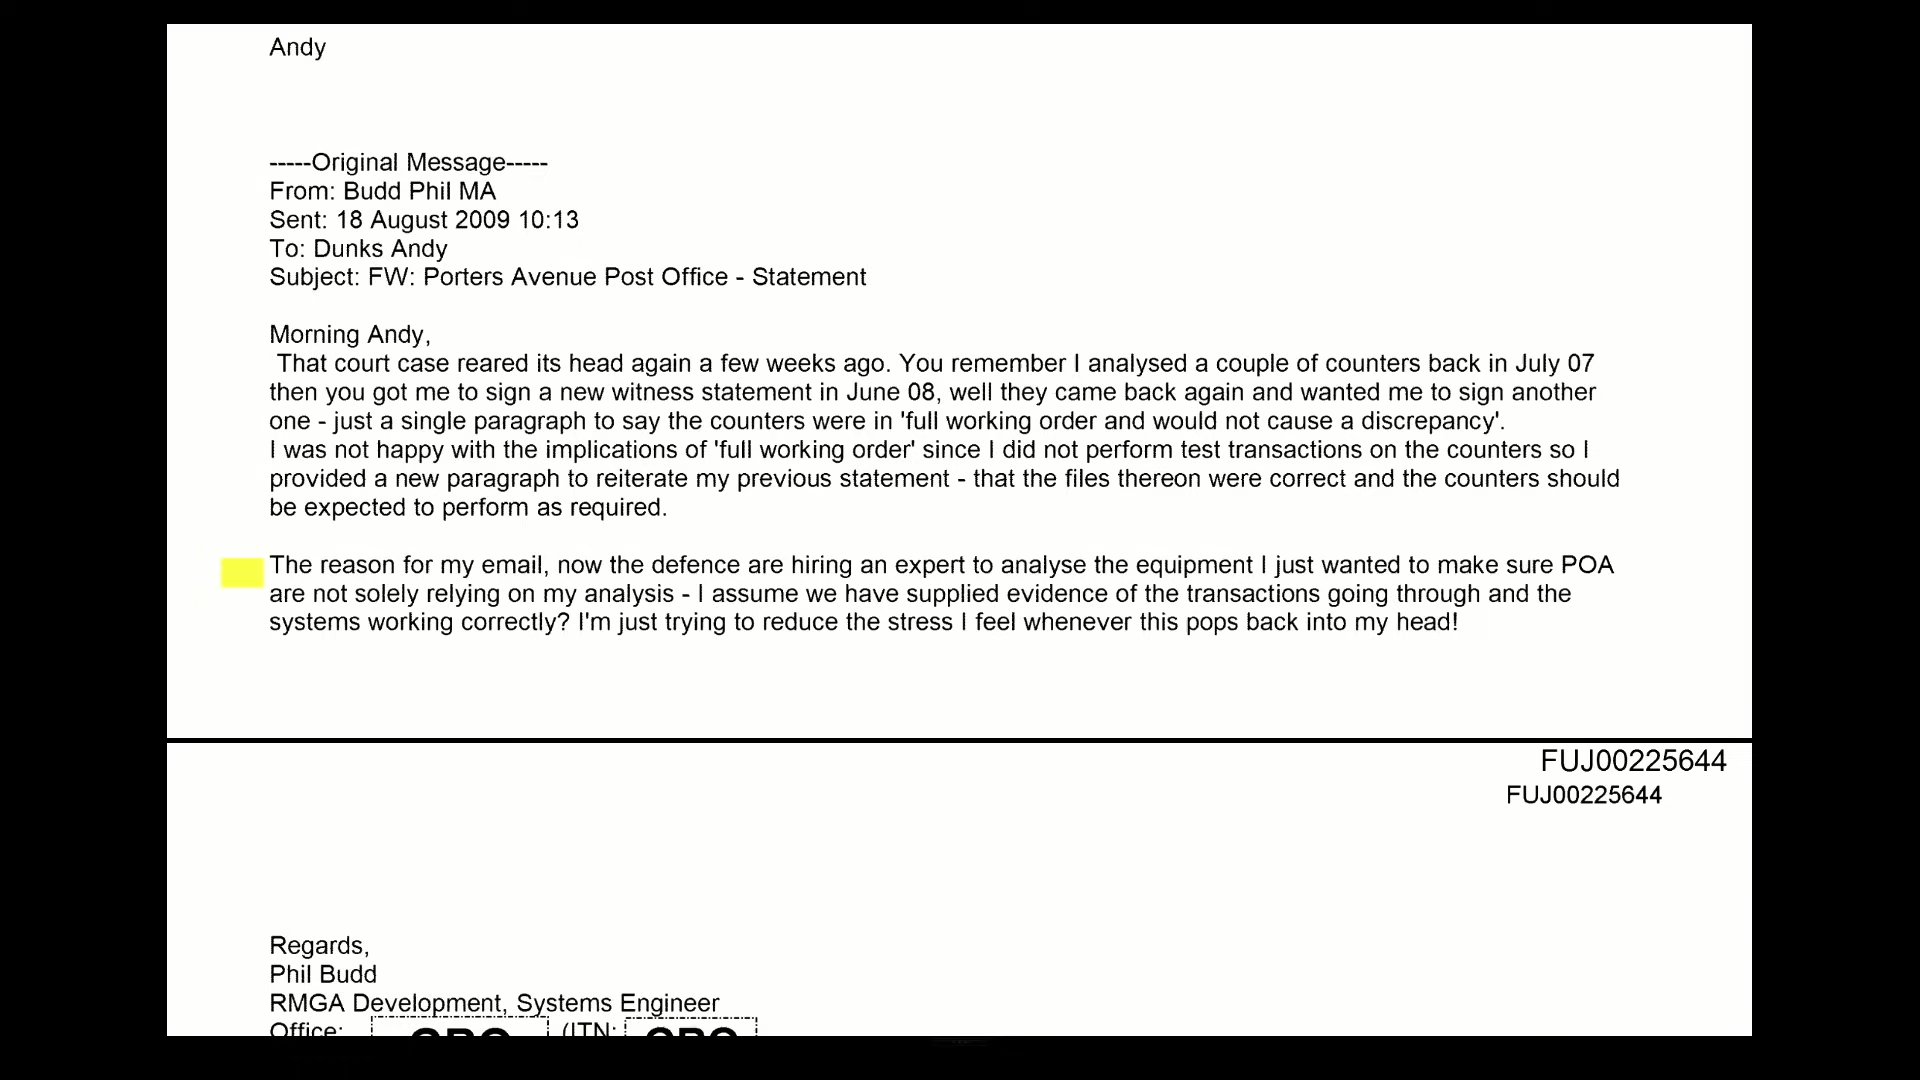 Andy
-----Original Message-----
From: Budd Phil MA
Sent: 18 August 2009 10:13
To: Dunks Andy
Subject: FW: Porters Avenue Post Office - Statement
Morning Andy,
That court case reared its head again a few weeks ago. You remember I analysed a couple of counters back in July 07
then you got me to sign a new witness statement in June 08, well they came back again and wanted me to sign another
one - just a single paragraph to say the counters were in 'full working order and would not cause a discrepancy'.
I was not happy with the implications of 'full working order' since I did not perform test transactions on the counters so I
provided a new paragraph to reiterate my previous statement - that the files thereon were correct and the counters should
be expected to perform as required.
The reason for my email, now the defence are hiring an expert to analyse the equipment I just wanted to make sure POA
are not solely relying on my analysis - I assume we have supplied evidence of the transactions going through and the
systems working correctly? I'm just trying to reduce the stress I feel whenever this pops back into my head!
FUJ00225644
FUJ00225644
Regards,
Phil Budd
RMGA Development, Systems Engineer
Office: GRO (ITN: GRO